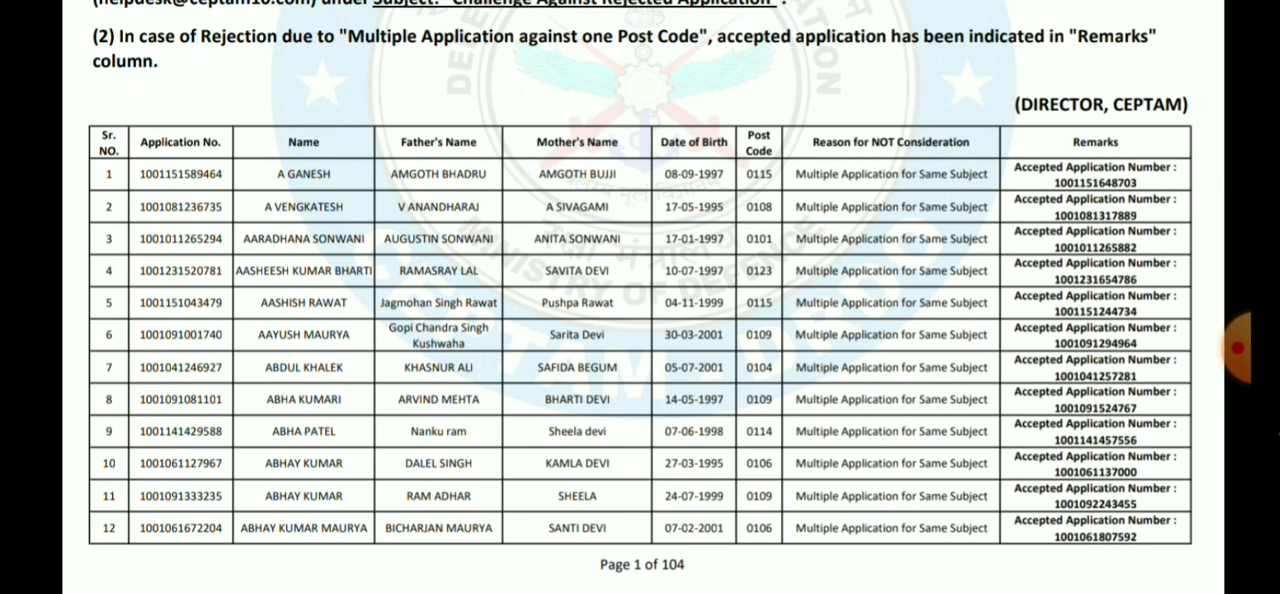 (helpdesk@ceptam10.com) under Subject: "Challenge Against Rejected Application".
(2) In case of Rejection due to "Multiple Application against one Post Code", accepted application has been indicated in "Remarks"
column.
(DIRECTOR, CEPTAM)
Sr. NO. Application No. Name Father's Name Mother's Name Date of Birth Post Code Reason for NOT Consideration Remarks
1 1001151589464 A GANESH AMGOTH BHADRU AMGOTH BUJJI 08-09-1997 0115 Multiple Application for Same Subject Accepted Application Number : 1001151648703
2 1001081236735 A VENGKATESH V ANANDHARAJ A SIVAGAMI 17-05-1995 0108 Multiple Application for Same Subject Accepted Application Number : 1001081317889
3 1001011265294 AARADHANA SONWANI AUGUSTIN SONWANI ANITA SONWANI 17-01-1997 0101 Multiple Application for Same Subject Accepted Application Number : 1001011265882
4 1001231520781 AASHEESH KUMAR BHARTI RAMASRAY LAL SAVITA DEVI 10-07-1997 0123 Multiple Application for Same Subject Accepted Application Number : 1001231654786
5 1001151043479 AASHISH RAWAT Jagmohan Singh Rawat Pushpa Rawat 04-11-1999 0115 Multiple Application for Same Subject Accepted Application Number : 1001151244734
6 1001091001740 AAYUSH MAURYA Gopi Chandra Singh Kushwaha Sarita Devi 30-03-2001 0109 Multiple Application for Same Subject Accepted Application Number : 1001091294964
7 1001041246927 ABDUL KHALEK KHASNUR ALI SAFIDA BEGUM 05-07-2001 0104 Multiple Application for Same Subject Accepted Application Number : 1001041257281
8 1001091081101 ABHA KUMARI ARVIND MEHTA BHARTI DEVI 14-05-1997 0109 Multiple Application for Same Subject Accepted Application Number : 1001091524767
9 1001141429588 ABHA PATEL Nanku ram Sheela devi 07-06-1998 0114 Multiple Application for Same Subject Accepted Application Number : 1001141457556
10 1001061127967 ABHAY KUMAR DALEL SINGH KAMLA DEVI 27-03-1995 0106 Multiple Application for Same Subject Accepted Application Number : 1001061137000
11 1001091333235 ABHAY KUMAR RAM ADHAR SHEELA 24-07-1999 0109 Multiple Application for Same Subject Accepted Application Number : 1001092243455
12 1001061672204 ABHAY KUMAR MAURYA BICHARJAN MAURYA SANTI DEVI 07-02-2001 0106 Multiple Application for Same Subject Accepted Application Number : 1001061807592
Page 1 of 104
MINISTRY OF DEFENCE